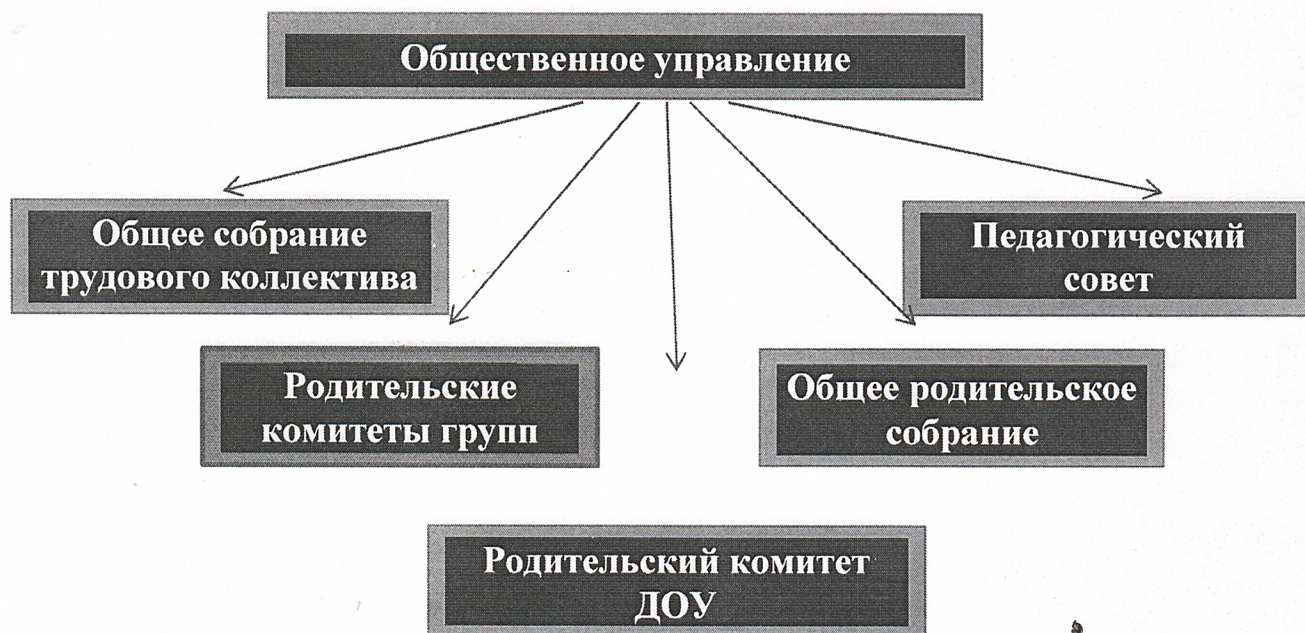 Общественное управление
Общее собрание
трудового коллектива
Педагогический
совет
Родительские
комитеты групп
Общее родительское
собрание
Родительский комитет
ДОУ